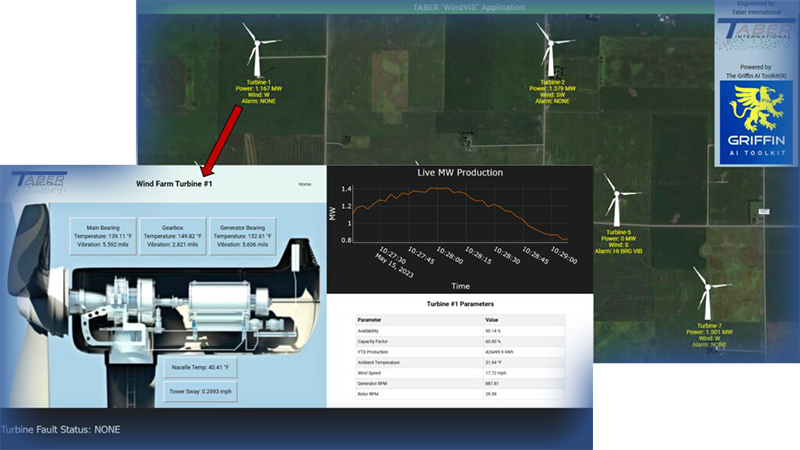 TABER "WindVIS" Application
Engineered by:
Taber International
TABER
INTERNATIONAL
Powered by:
The Griffin AI Toolkit(R)
GRIFFIN
AI TOOLKIT
Turbine-1
Power: 1.167 MW
Wind: W
Alarm: NONE
Turbine-2
Power: 1.379 MW
Wind: SW
Alarm: NONE
Turbine-5
Power: 0 MW
Wind: S
Alarm: HI BRG VIB
Turbine-7
Power: 1.501 MW
Wind: W
Alarm: NONE
TABER
INTERNATIONAL
Wind Farm Turbine #1
Home
Main Bearing
Temperature: 139.11 °F
Vibration: 5.592 mils
Gearbox
Temperature: 149.82 °F
Vibration: 2.821 mils
Generator Bearing
Temperature: 152.61 °F
Vibration: 5.606 mils
Nacelle Temp: 40.41 °F
Tower Sway: 0.2893 mph
Turbine Fault Status: NONE
Live MW Production
MW
1.4
1.2
1
0.8
10:27:30
May 15, 2023
10:27:45
10:28:00
10:28:15
10:28:30
10:28:45
10:29:00
Time
Turbine #1 Parameters
Parameter Value
Availability 90.14 %
Capacity Factor 60.80 %
YTD Production 426499.9 kWh
Ambient Temperature 31.94 °F
Wind Speed 17.72 mph
Generator RPM 887.81
Rotor RPM 29.59